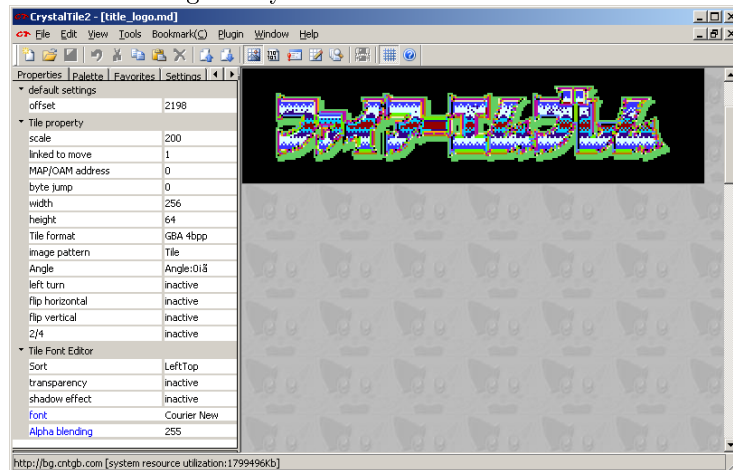 CrystalTile2 - [title_logo.md]
File Edit View Tools Bookmark(C) Plugin Window Help
Properties Palette Favorites Settings
default settings
offset 2198
Tile property
scale 200
linked to move 1
MAP/OAM address 0
byte jump 0
width 256
height 64
Tile format GBA 4bpp
image pattern Tile
Angle Angle:0iã
left turn inactive
flip horizontal inactive
flip vertical inactive
2/4 inactive
Tile Font Editor
Sort LeftTop
transparency inactive
shadow effect inactive
font Courier New
Alpha blending 255
http://bg.cntgb.com [system resource utilization:1799496Kb]